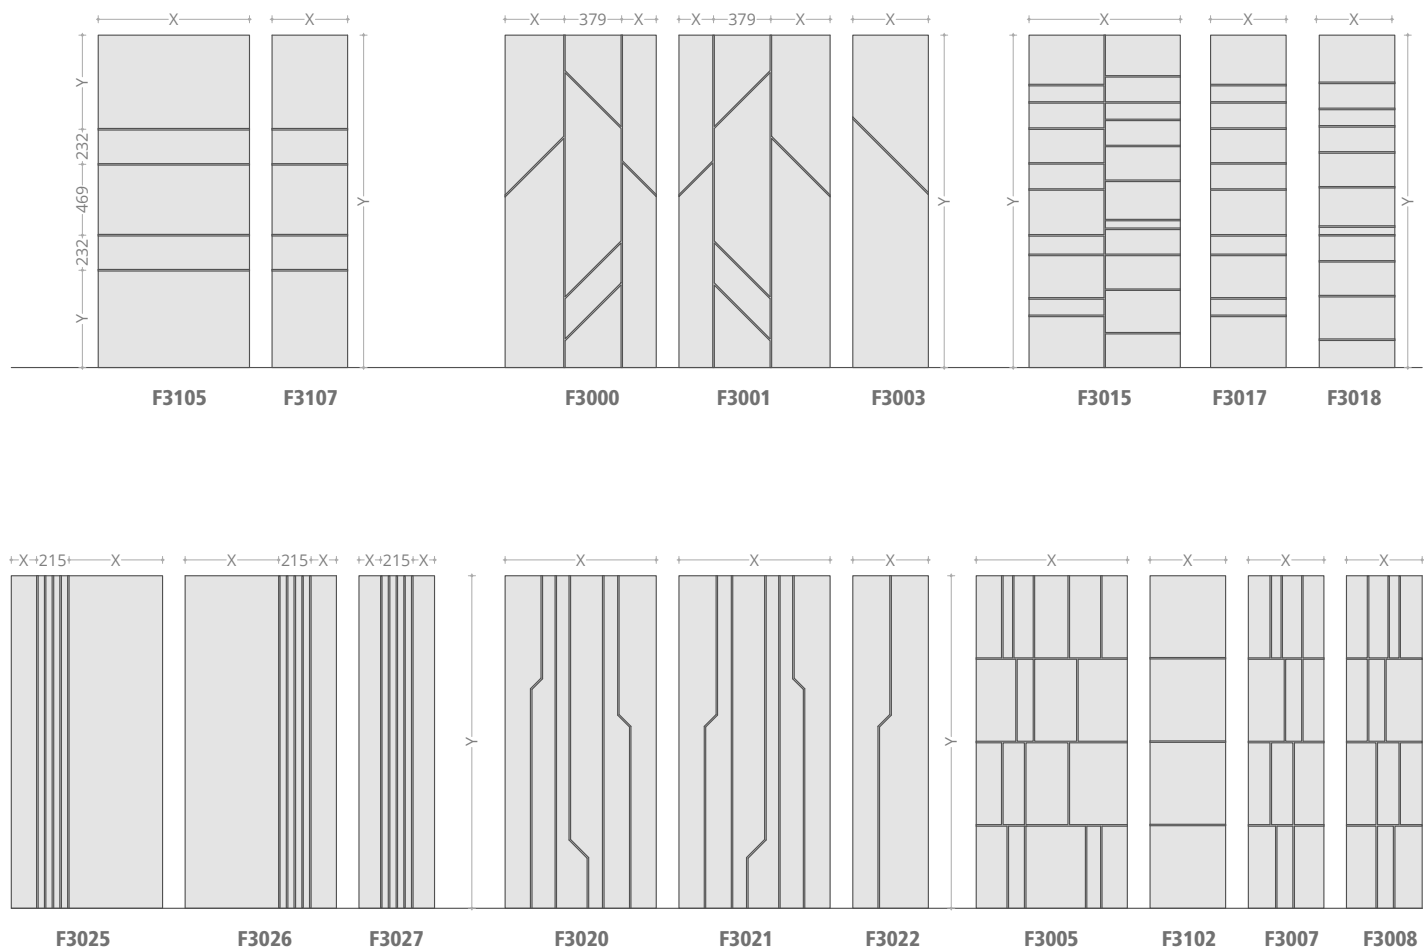 X X X 379 X X 379 X X X X
Y 232 469 232 Y Y Y Y Y
F3105 F3107 F3000 F3001 F3003 F3015 F3017 F3018
X 215 X X 215 X X 215 X X X X X X X X
Y Y
F3025 F3026 F3027 F3020 F3021 F3022 F3005 F3102 F3007 F3008